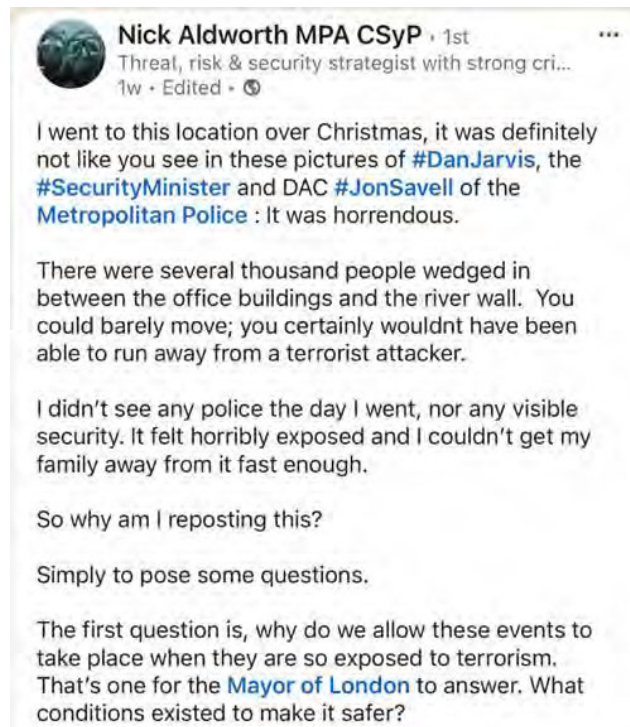 Nick Aldworth MPA CSyP · 1st
Threat, risk & security strategist with strong cri...
1w · Edited ·
I went to this location over Christmas, it was definitely
not like you see in these pictures of #DanJarvis, the
#SecurityMinister and DAC #JonSavell of the
Metropolitan Police : It was horrendous.
There were several thousand people wedged in
between the office buildings and the river wall.  You
could barely move; you certainly wouldnt have been
able to run away from a terrorist attacker.
I didn't see any police the day I went, nor any visible
security. It felt horribly exposed and I couldn't get my
family away from it fast enough.
So why am I reposting this?
Simply to pose some questions.
The first question is, why do we allow these events to
take place when they are so exposed to terrorism.
That's one for the Mayor of London to answer. What
conditions existed to make it safer?